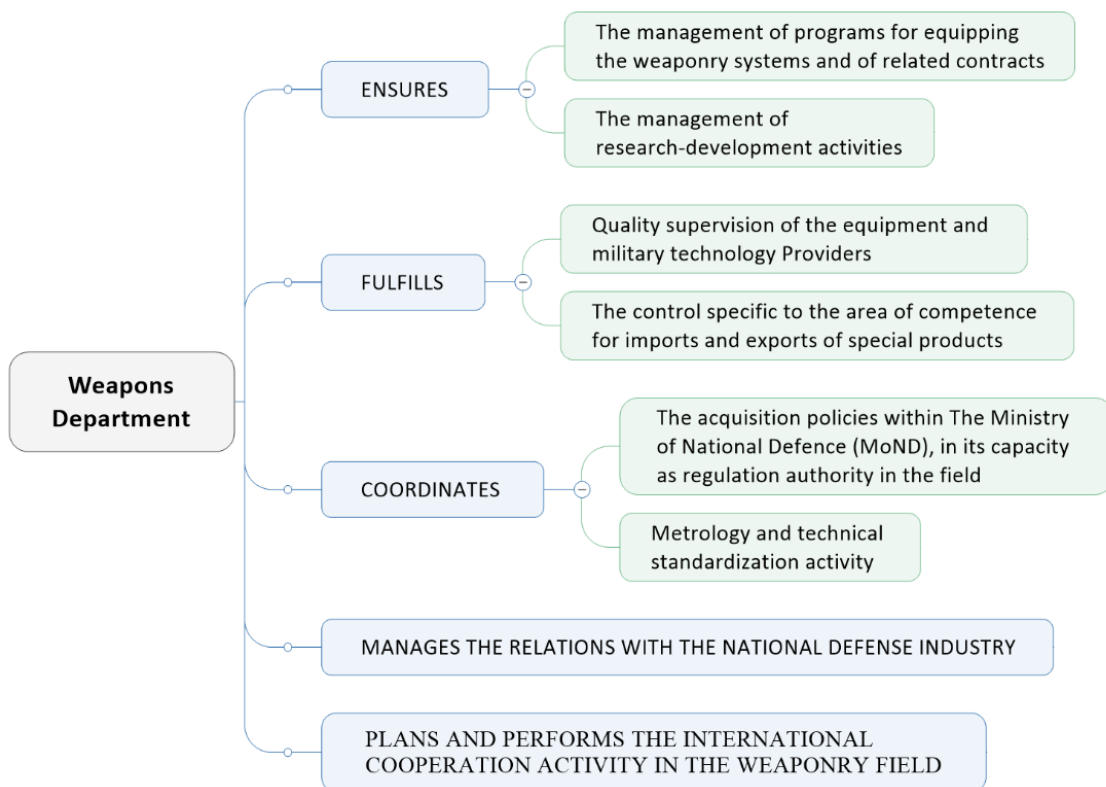 The management of programs for equipping
the weaponry systems and of related contracts
ENSURES
The management of
research-development activities
Quality supervision of the equipment and
military technology Providers
FULFILLS
The control specific to the area of competence
for imports and exports of special products
Weapons
Department
The acquisition policies within The Ministry
of National Defence (MoND), in its capacity
as regulation authority in the field
COORDINATES
Metrology and technical
standardization activity
MANAGES THE RELATIONS WITH THE NATIONAL DEFENSE INDUSTRY
PLANS AND PERFORMS THE INTERNATIONAL
COOPERATION ACTIVITY IN THE WEAPONRY FIELD